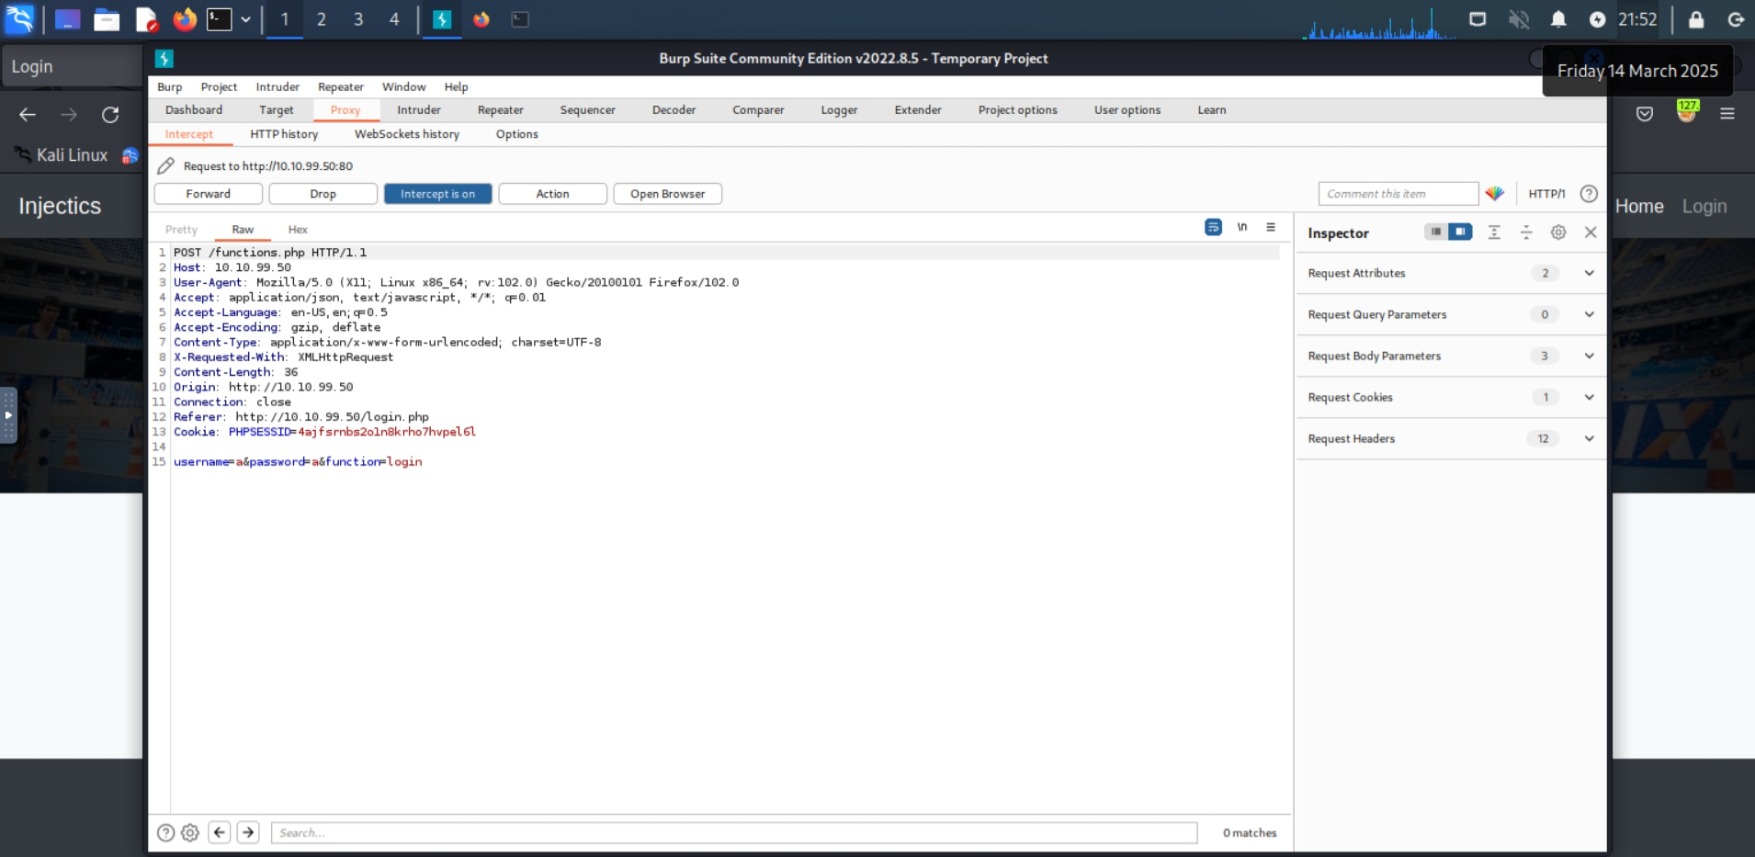 1 2 3 4 21:52
Login
Burp Suite Community Edition v2022.8.5 - Temporary Project
Friday 14 March 2025
Burp Project Intruder Repeater Window Help
Dashboard Target Proxy Intruder Repeater Sequencer Decoder Comparer Logger Extender Project options User options Learn
127.
Intercept HTTP history WebSockets history Options
Kali Linux
Request to http://10.10.99.50:80
Forward Drop Intercept is on Action Open Browser Comment this item HTTP/1
Injectics
Home Login
Pretty Raw Hex \n
Inspector
1 POST /functions.php HTTP/1.1
2 Host: 10.10.99.50
3 User-Agent: Mozilla/5.0 (X11; Linux x86_64; rv:102.0) Gecko/20100101 Firefox/102.0
4 Accept: application/json, text/javascript, */*; q=0.01
5 Accept-Language: en-US,en;q=0.5
6 Accept-Encoding: gzip, deflate
7 Content-Type: application/x-www-form-urlencoded; charset=UTF-8
8 X-Requested-With: XMLHttpRequest
9 Content-Length: 36
10 Origin: http://10.10.99.50
11 Connection: close
12 Referer: http://10.10.99.50/login.php
13 Cookie: PHPSESSID=4ajfsrnbs2o1n8krho7hvpel6l
14
15 username=a&password=a&function=login
Request Attributes 2
Request Query Parameters 0
Request Body Parameters 3
Request Cookies 1
Request Headers 12
Search...
0 matches